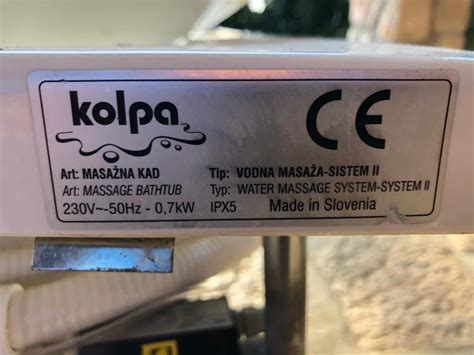 kolpa
CE
Art: MASAŽNA KAD Tip: VODNA MASAŽA-SISTEM II
Art: MASSAGE BATHTUB Typ: WATER MASSAGE SYSTEM-SYSTEM II
230V~-50Hz - 0,7kW IPX5 Made in Slovenia